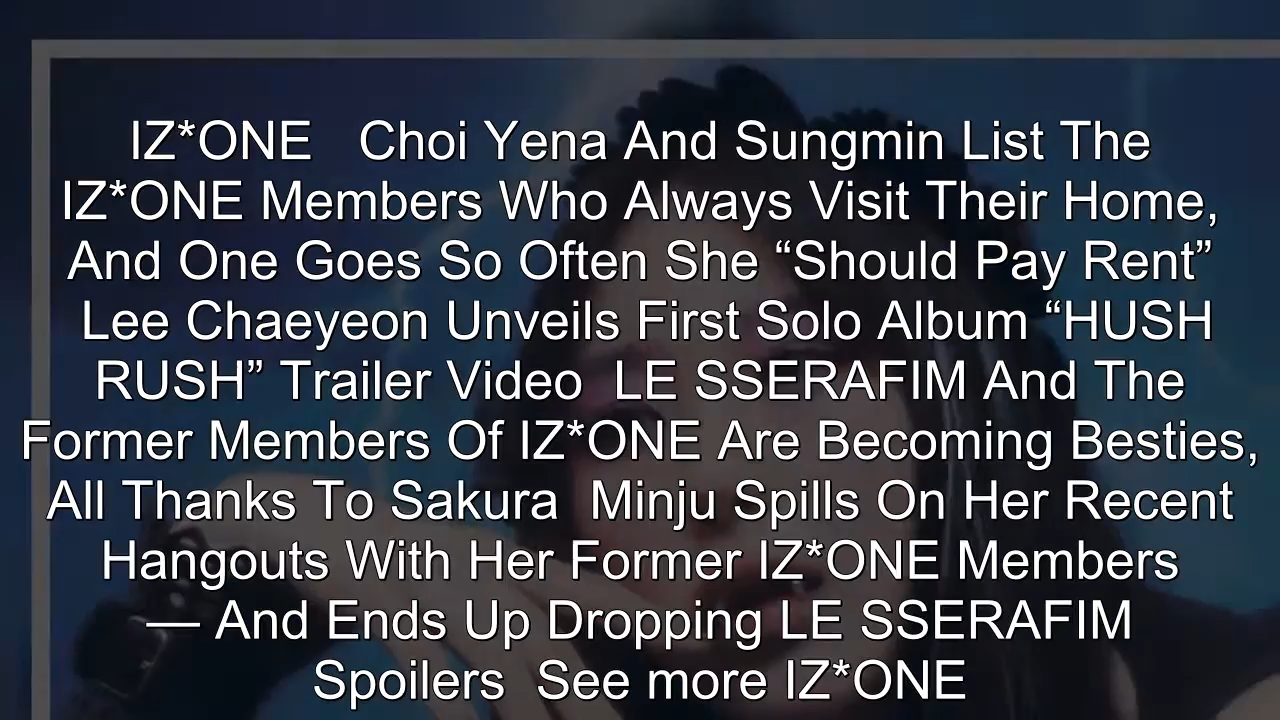 IZ*ONE   Choi Yena And Sungmin List The
IZ*ONE Members Who Always Visit Their Home,
And One Goes So Often She “Should Pay Rent”
Lee Chaeyeon Unveils First Solo Album “HUSH
RUSH” Trailer Video  LE SSERAFIM And The
Former Members Of IZ*ONE Are Becoming Besties,
All Thanks To Sakura  Minju Spills On Her Recent
Hangouts With Her Former IZ*ONE Members
— And Ends Up Dropping LE SSERAFIM
Spoilers  See more IZ*ONE